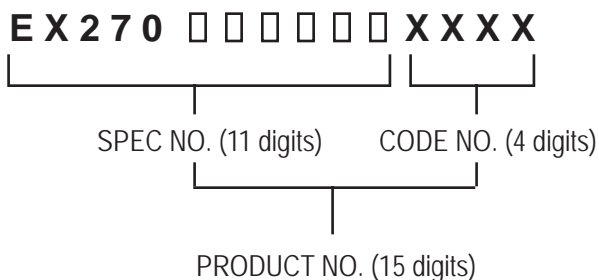 EX270 □□□□□□ XXXX
SPEC NO. (11 digits) CODE NO. (4 digits)
PRODUCT NO. (15 digits)